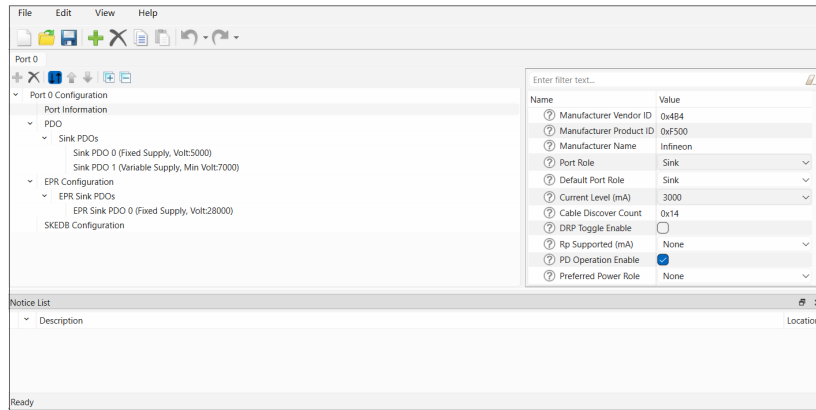 File Edit View Help
Port 0
Port 0 Configuration
Port Information
PDO
Sink PDOs
Sink PDO 0 (Fixed Supply, Volt:5000)
Sink PDO 1 (Variable Supply, Min Volt:7000)
EPR Configuration
EPR Sink PDOs
EPR Sink PDO 0 (Fixed Supply, Volt:28000)
SKEDB Configuration
Enter filter text...
Name Value
Manufacturer Vendor ID 0x4B4
Manufacturer Product ID 0xF500
Manufacturer Name Infineon
Port Role Sink
Default Port Role Sink
Current Level (mA) 3000
Cable Discover Count 0x14
DRP Toggle Enable
Rp Supported (mA) None
PD Operation Enable
Preferred Power Role None
Notice List
Description Location
Ready